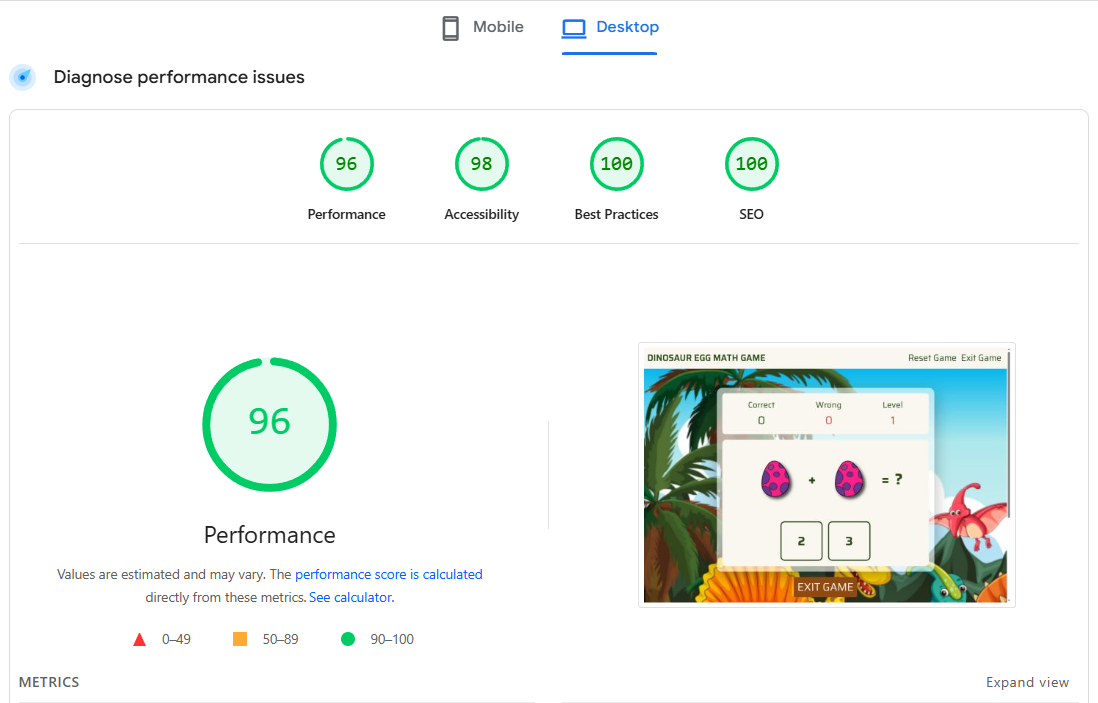 Mobile Desktop
Diagnose performance issues
96 98 100 100
Performance Accessibility Best Practices SEO
96
Performance
Values are estimated and may vary. The performance score is calculated
directly from these metrics. See calculator.
0–49 50–89 90–100
DINOSAUR EGG MATH GAME Reset Game Exit Game
Correct Wrong Level
0 0 1
+ = ?
2 3
EXIT GAME
METRICS Expand view